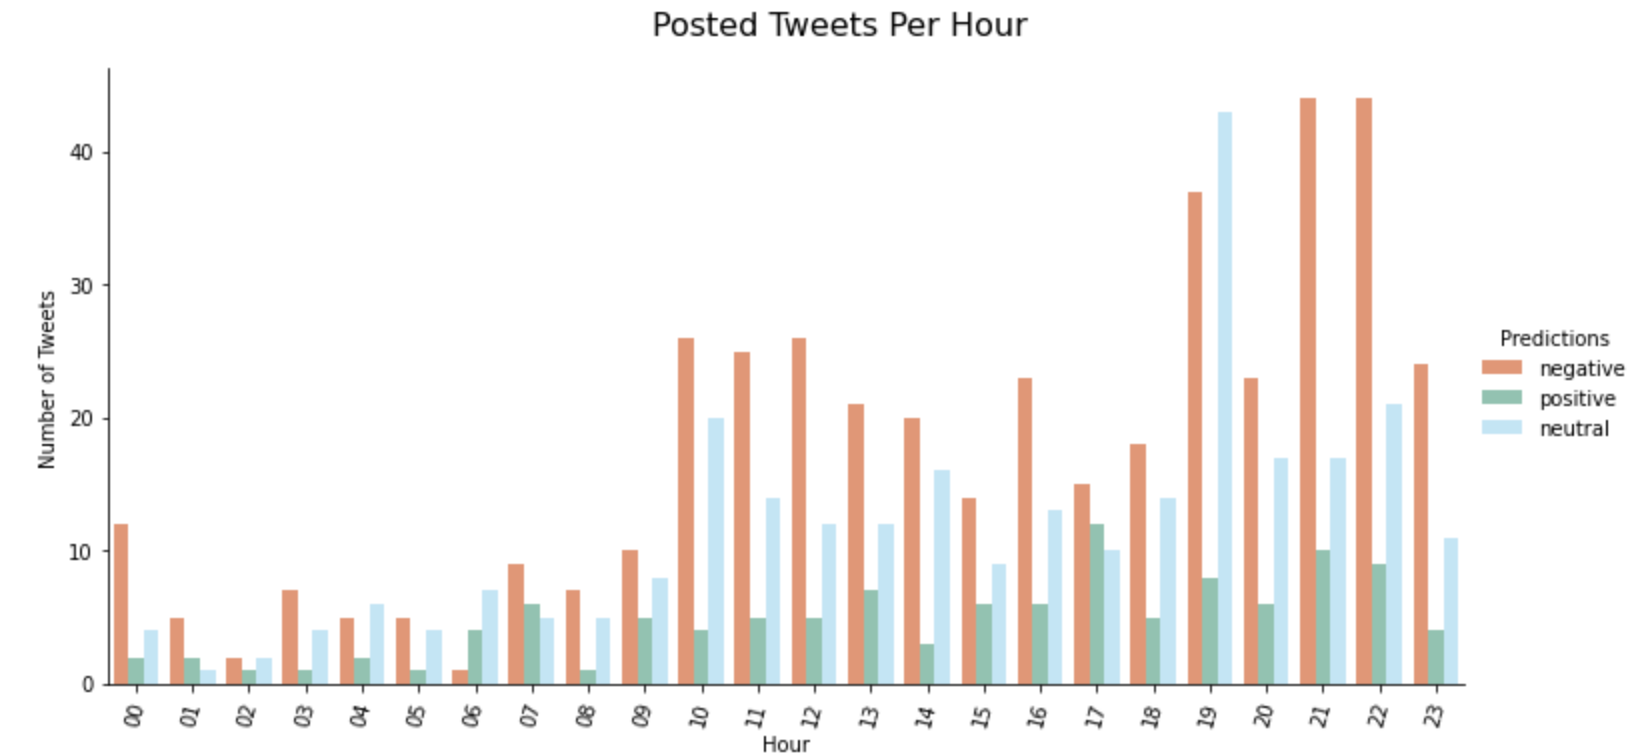 Posted Tweets Per Hour
Number of Tweets
40
30
20
10
0
00 01 02 03 04 05 06 07 08 09 10 11 12 13 14 15 16 17 18 19 20 21 22 23
Hour
Predictions
negative
positive
neutral